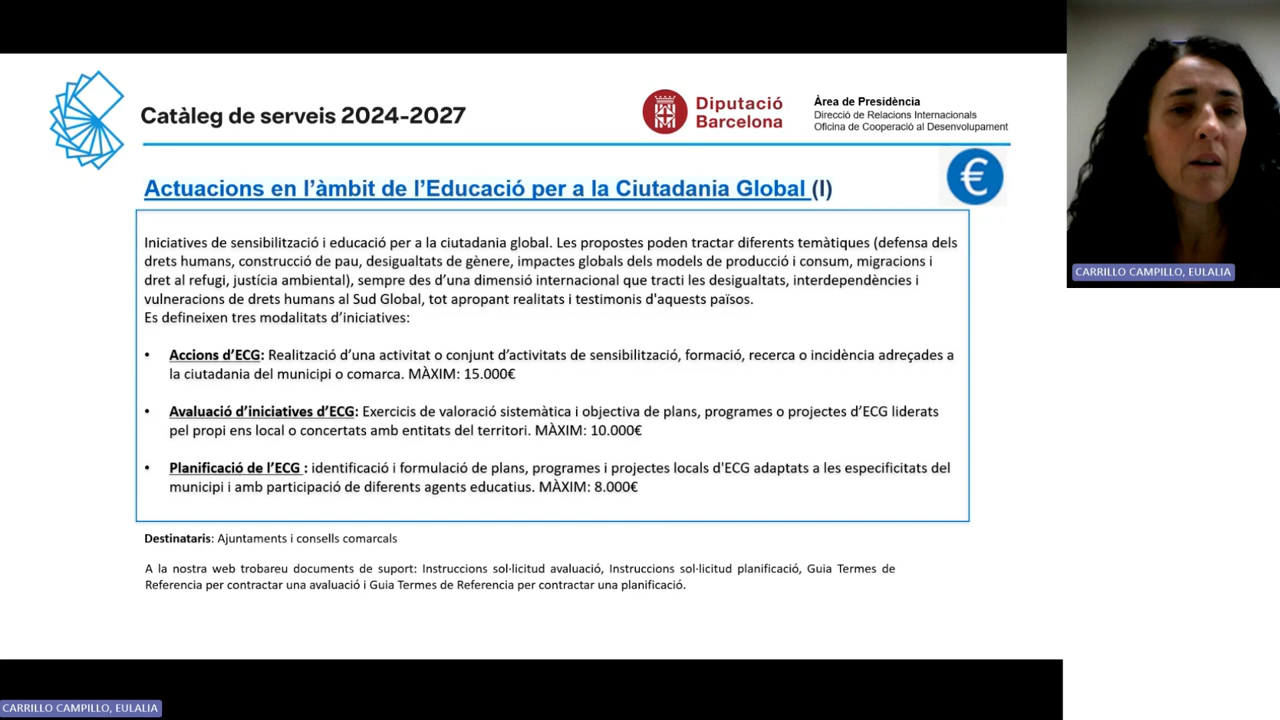 Catàleg de serveis 2024-2027
Diputació
Barcelona
Àrea de Presidència
Direcció de Relacions Internacionals
Oficina de Cooperació al Desenvolupament
Actuacions en l’àmbit de l’Educació per a la Ciutadania Global (I)
€
Iniciatives de sensibilització i educació per a la ciutadania global. Les propostes poden tractar diferents temàtiques (defensa dels
drets humans, construcció de pau, desigualtats de gènere, impactes globals dels models de producció i consum, migracions i
dret al refugi, justícia ambiental), sempre des d’una dimensió internacional que tracti les desigualtats, interdependències i
vulneracions de drets humans al Sud Global, tot apropant realitats i testimonis d'aquests països.
Es defineixen tres modalitats d’iniciatives:
• Accions d’ECG: Realització d’una activitat o conjunt d’activitats de sensibilització, formació, recerca o incidència adreçades a
la ciutadania del municipi o comarca. MÀXIM: 15.000€
• Avaluació d’iniciatives d’ECG: Exercicis de valoració sistemàtica i objectiva de plans, programes o projectes d’ECG liderats
pel propi ens local o concertats amb entitats del territori. MÀXIM: 10.000€
• Planificació de l’ECG : identificació i formulació de plans, programes i projectes locals d'ECG adaptats a les especificitats del
municipi i amb participació de diferents agents educatius. MÀXIM: 8.000€
Destinataris: Ajuntaments i consells comarcals
A la nostra web trobareu documents de suport: Instruccions sol·licitud avaluació, Instruccions sol·licitud planificació, Guia Termes de
Referencia per contractar una avaluació i Guia Termes de Referencia per contractar una planificació.
CARRILLO CAMPILLO, EULALIA
CARRILLO CAMPILLO, EULALIA